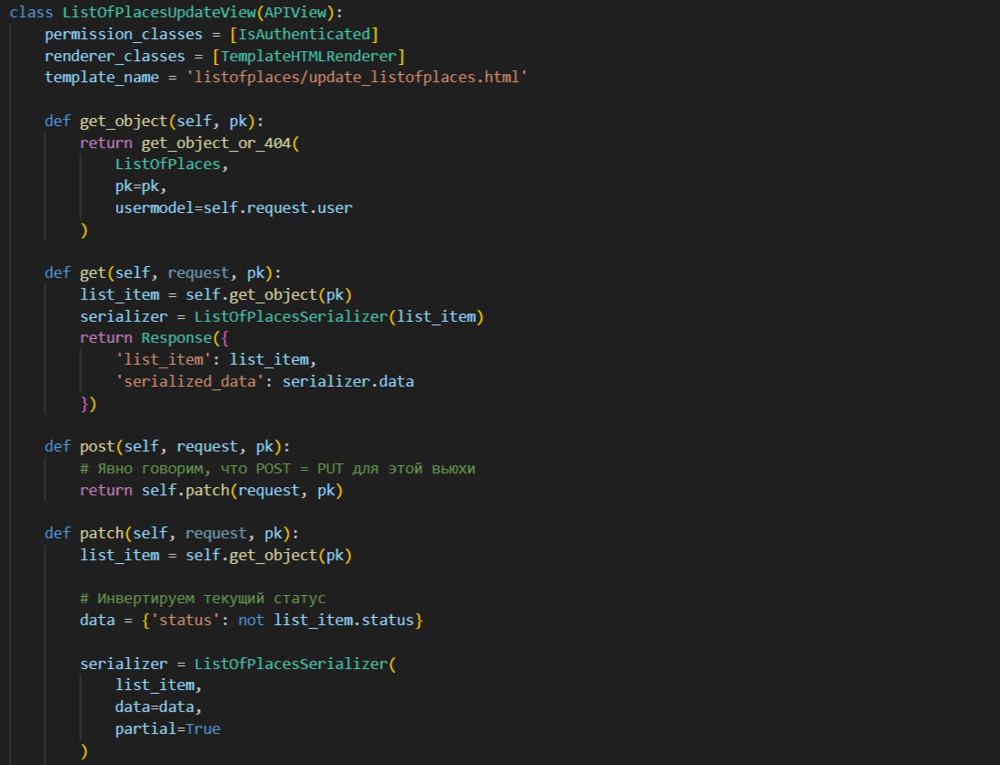 class ListOfPlacesUpdateView(APIView):
    permission_classes = [IsAuthenticated]
    renderer_classes = [TemplateHTMLRenderer]
    template_name = 'listofplaces/update_listofplaces.html'

    def get_object(self, pk):
        return get_object_or_404(
            ListOfPlaces,
            pk=pk,
            usermodel=self.request.user
        )

    def get(self, request, pk):
        list_item = self.get_object(pk)
        serializer = ListOfPlacesSerializer(list_item)
        return Response({
            'list_item': list_item,
            'serialized_data': serializer.data
        })

    def post(self, request, pk):
        # Явно говорим, что POST = PUT для этой вьюхи
        return self.patch(request, pk)

    def patch(self, request, pk):
        list_item = self.get_object(pk)

        # Инвертируем текущий статус
        data = {'status': not list_item.status}

        serializer = ListOfPlacesSerializer(
            list_item,
            data=data,
            partial=True
        )